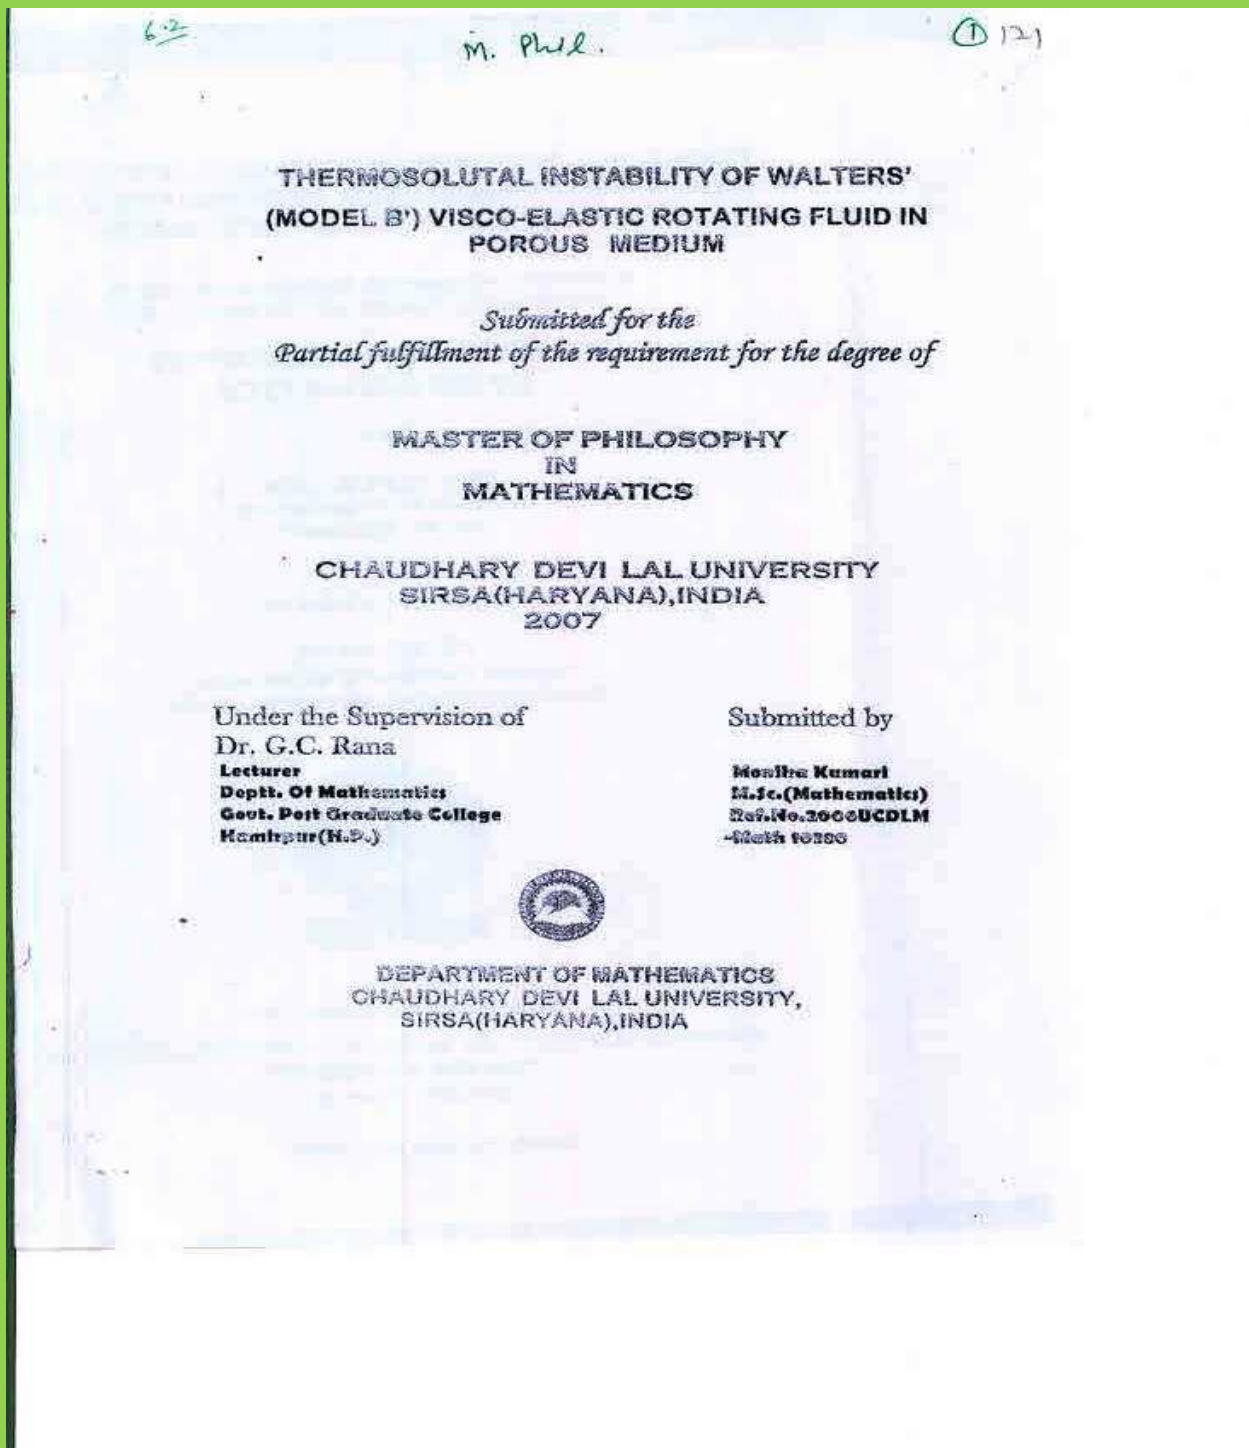 6.2
M. Phil.
1 121
THERMOSOLUTAL INSTABILITY OF WALTERS'
(MODEL B') VISCO-ELASTIC ROTATING FLUID IN
POROUS MEDIUM
Submitted for the
Partial fulfillment of the requirement for the degree of
MASTER OF PHILOSOPHY
IN
MATHEMATICS
CHAUDHARY DEVI LAL UNIVERSITY
SIRSA(HARYANA),INDIA
2007
Under the Supervision of
Dr. G.C. Rana
Lecturer
Deptt. Of Mathematics
Govt. Post Graduate College
Hamirpur(H.P.)
Submitted by
Kumari
M.Sc.(Mathematics)
DEPARTMENT OF MATHEMATICS
CHAUDHARY DEVI LAL UNIVERSITY,
SIRSA(HARYANA),INDIA